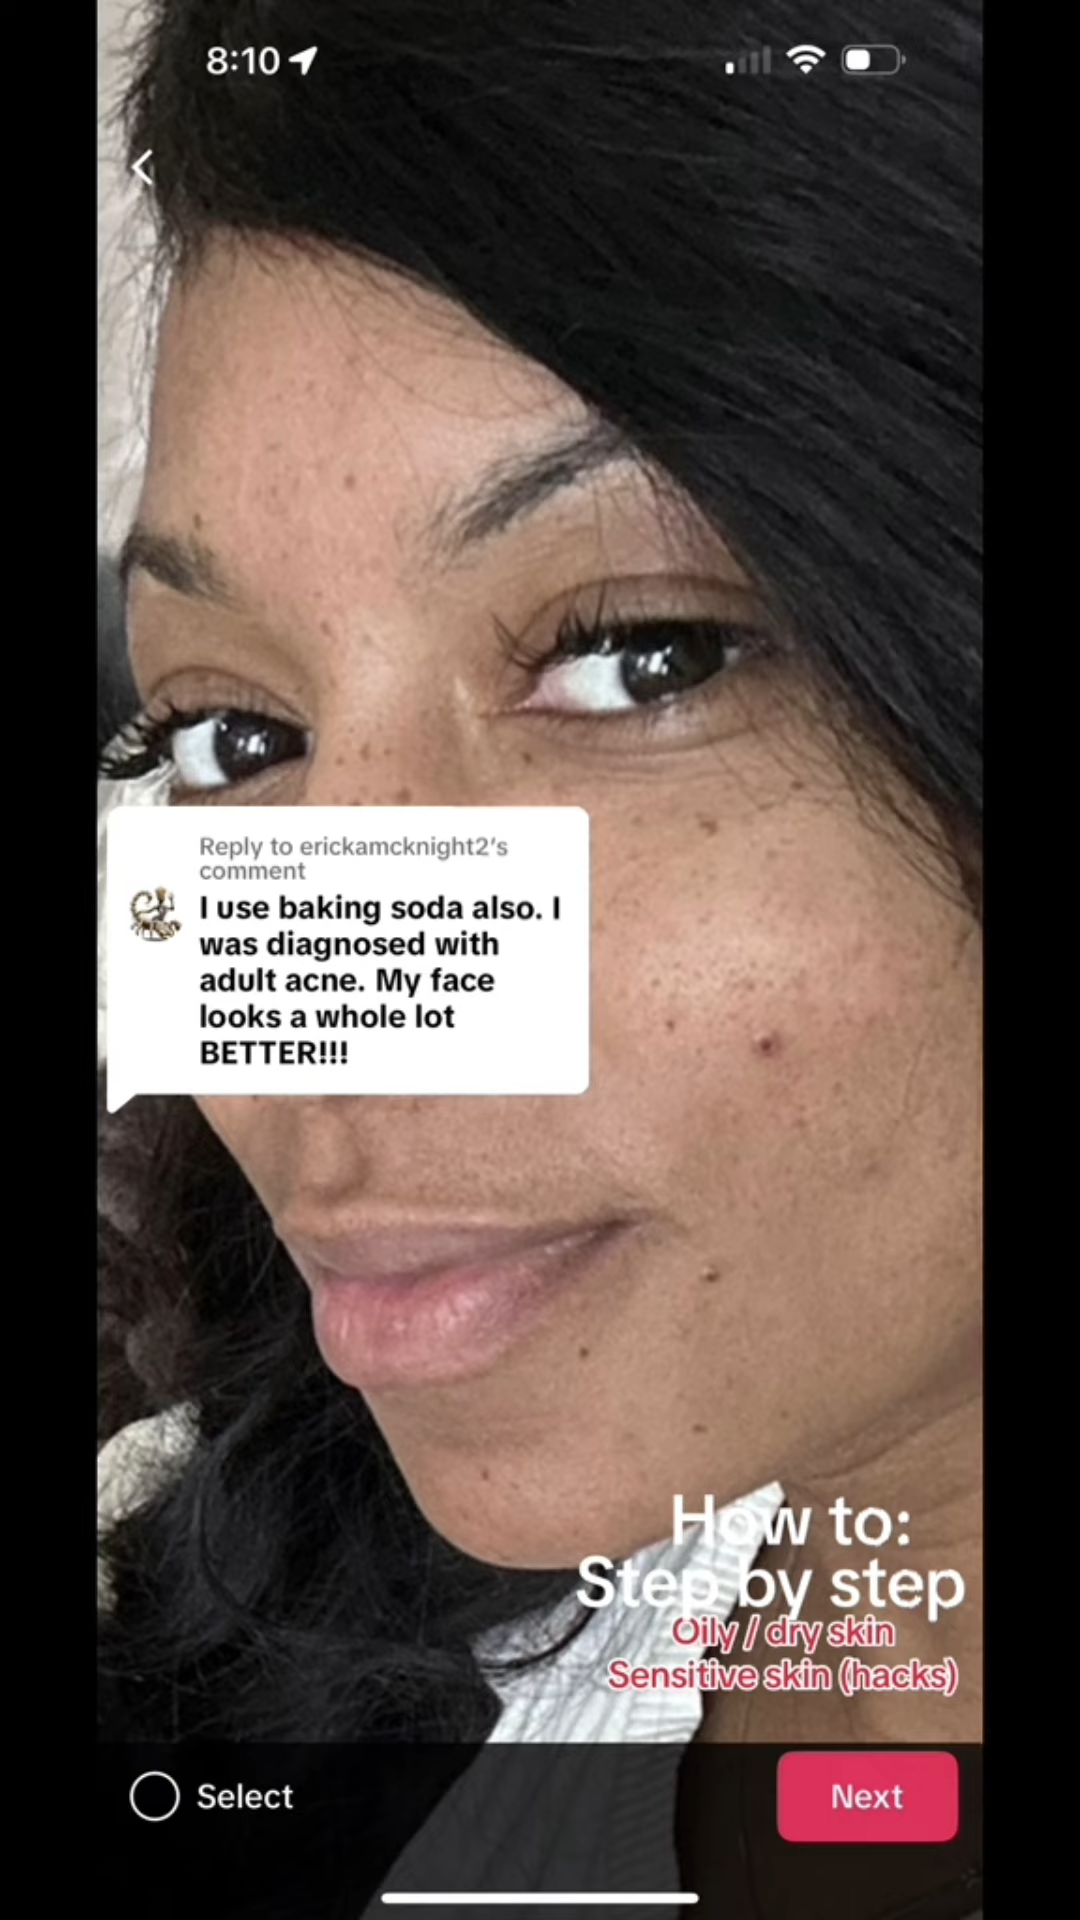 8:10
Reply to erickamcknight2's
comment
I use baking soda also. I
was diagnosed with
adult acne. My face
looks a whole lot
BETTER!!!
How to:
Step by step
Oily / dry skin
Sensitive skin (hacks)
Select
Next